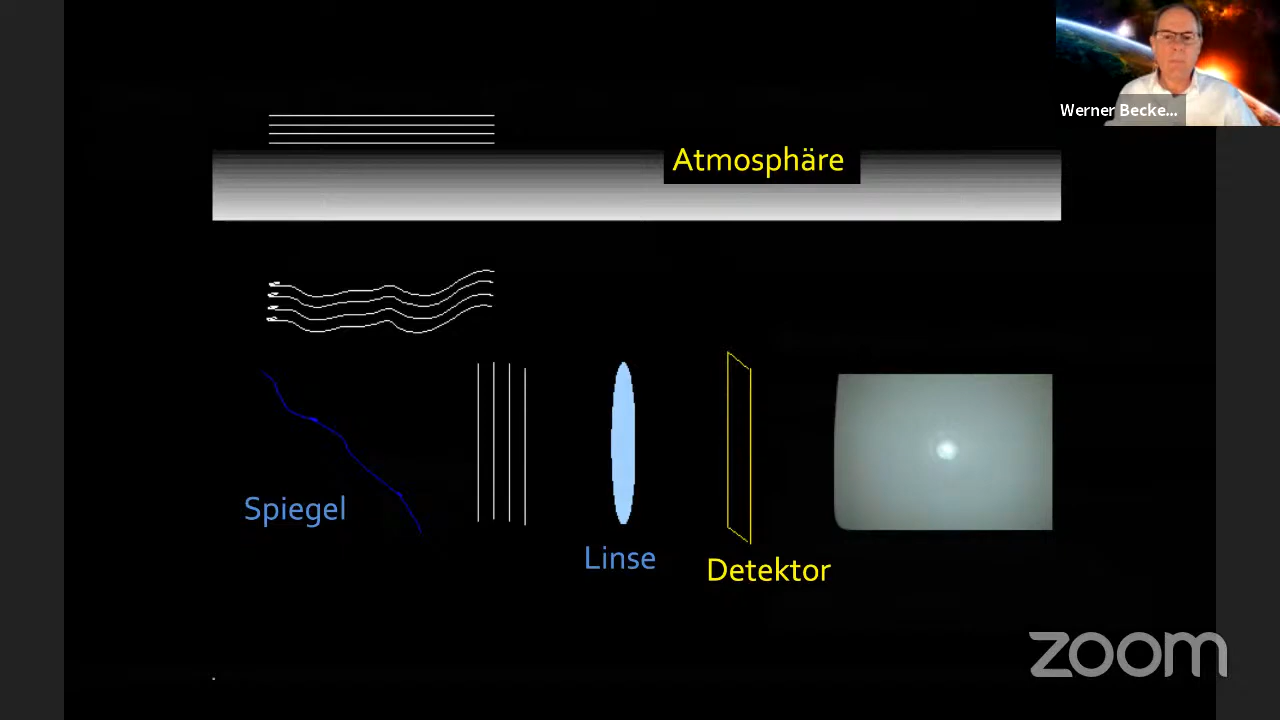 Werner Becke...
Atmosphäre
Spiegel
Linse
Detektor
zoom